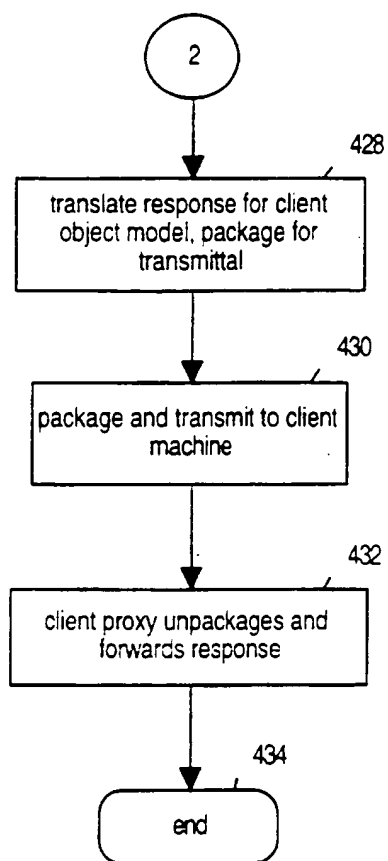 2
428
translate response for client
object model, package for
transmittal
430
package and transmit to client
machine
432
client proxy unpackages and
forwards response
434
end